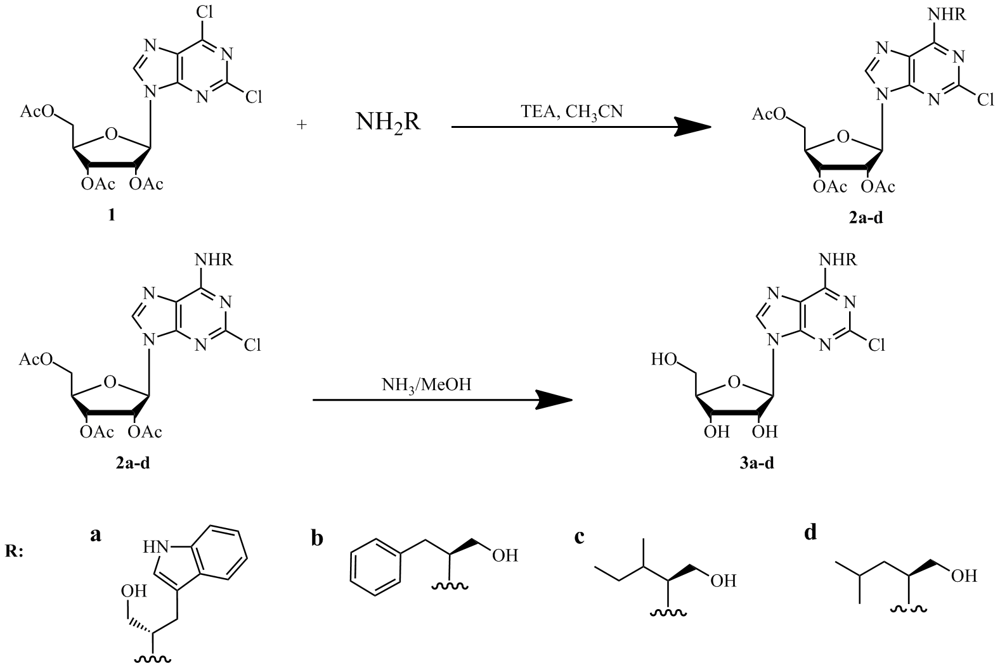 Cl
N
N
N
N
Cl
AcO
O
OAc
OAc
1
+
NH₂R
TEA, CH₃CN
NHR
N
N
N
N
Cl
AcO
O
OAc
OAc
2a-d
NHR
N
N
N
N
Cl
AcO
O
OAc
OAc
2a-d
NH₃/MeOH
NHR
N
N
N
N
Cl
HO
O
OH
OH
3a-d
R:
a
HN
OH
b
OH
c
OH
d
OH